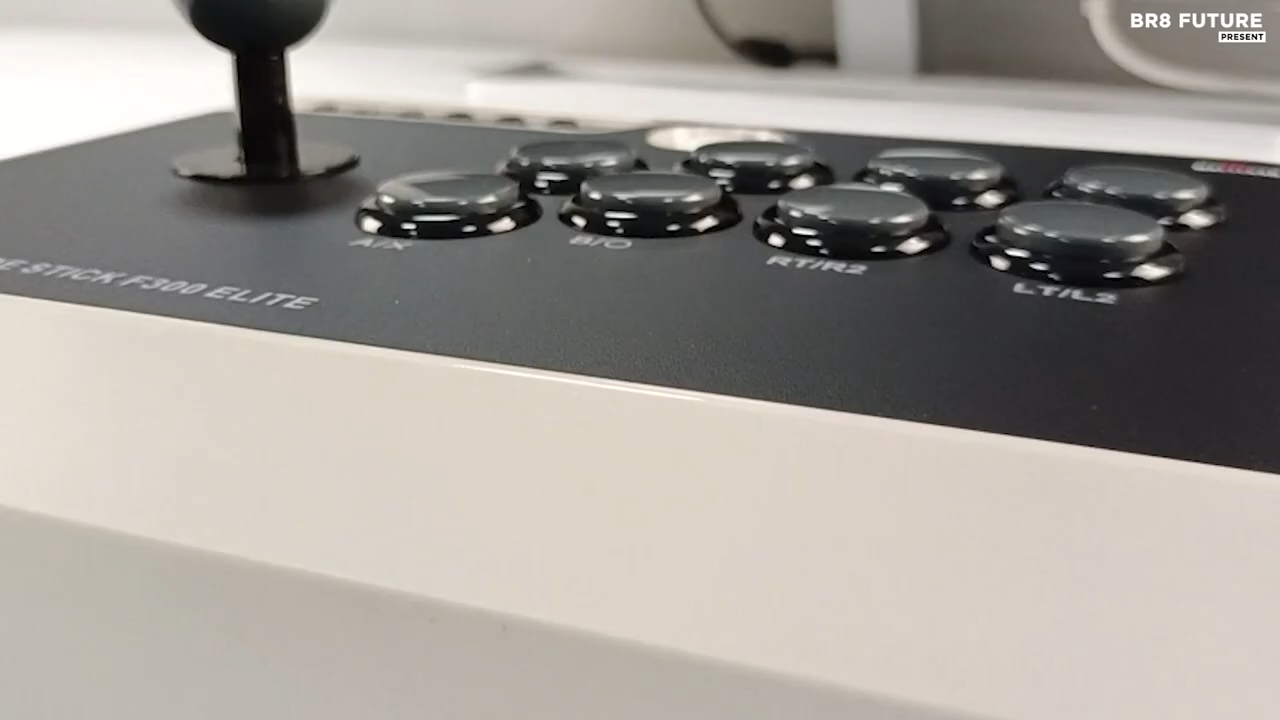 BR8 FUTURE
PRESENT
A/X
B/O
RT/R2
LT/L2
STICK F300 ELITE